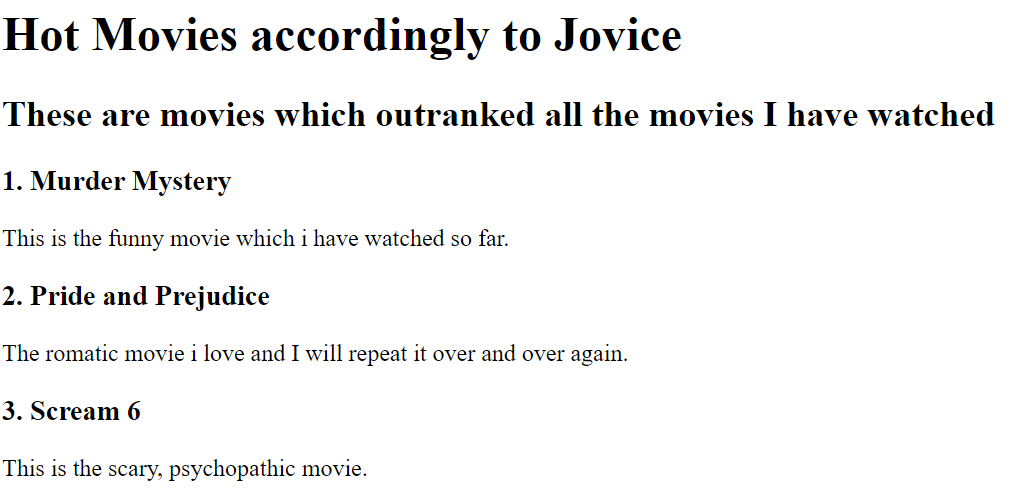 Hot Movies accordingly to Jovice
These are movies which outranked all the movies I have watched
1. Murder Mystery
This is the funny movie which i have watched so far.
2. Pride and Prejudice
The romatic movie i love and I will repeat it over and over again.
3. Scream 6
This is the scary, psychopathic movie.